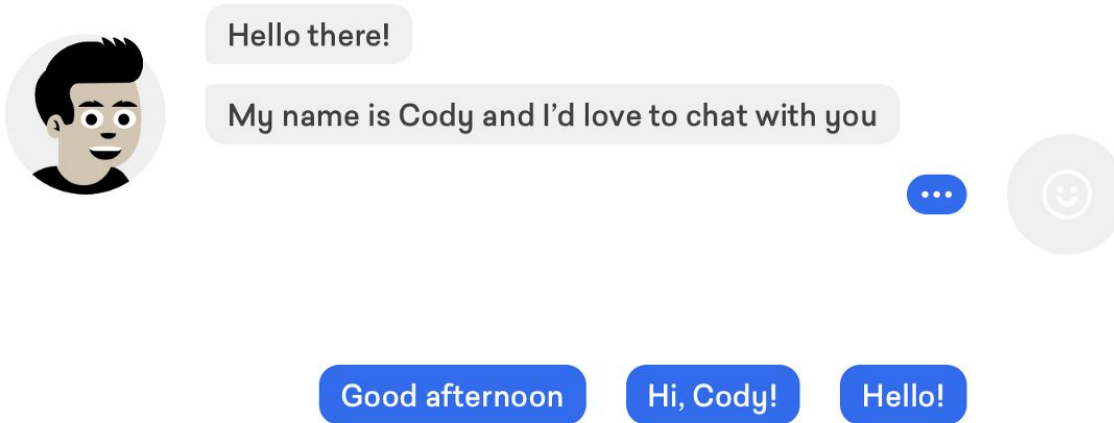 Hello there!
My name is Cody and I’d love to chat with you
Good afternoon
Hi, Cody!
Hello!